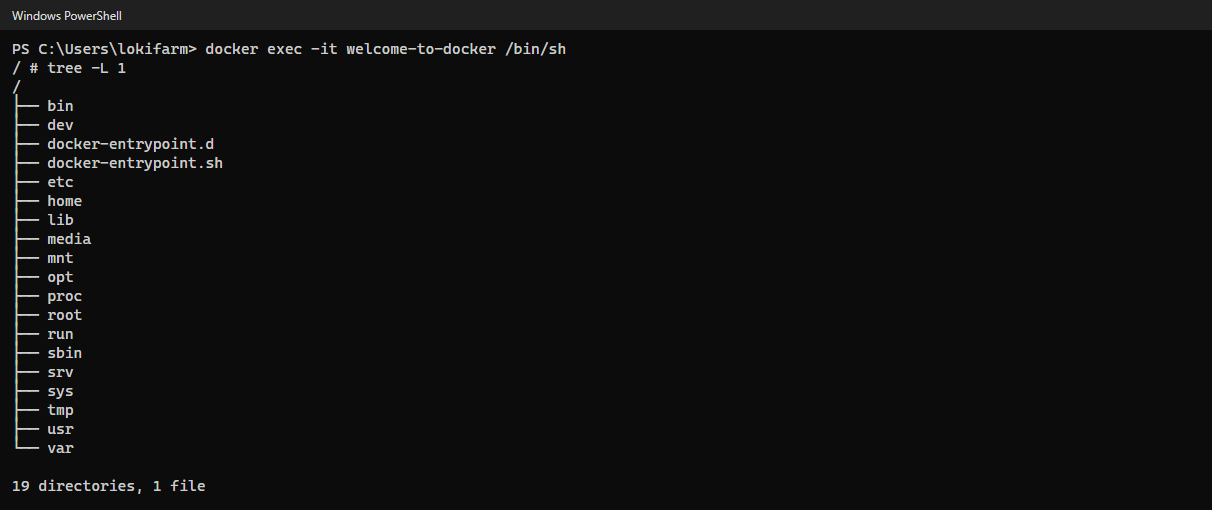 Windows PowerShell
PS C:\Users\lokifarm> docker exec -it welcome-to-docker /bin/sh
/ # tree -L 1
/
├── bin
├── dev
├── docker-entrypoint.d
├── docker-entrypoint.sh
├── etc
├── home
├── lib
├── media
├── mnt
├── opt
├── proc
├── root
├── run
├── sbin
├── srv
├── sys
├── tmp
├── usr
└── var
19 directories, 1 file